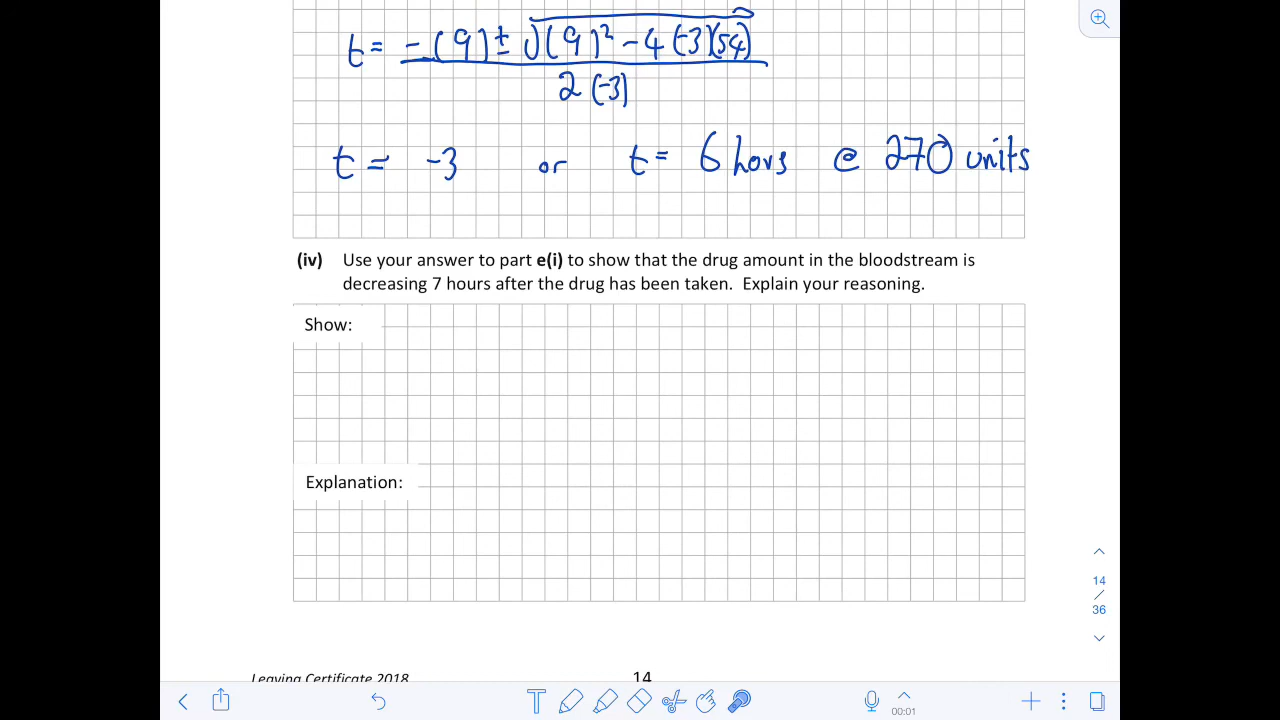 t = -(9) ± √(9)² - 4(-3)(54)
2(-3)
t = -3 or t = 6 hors @ 270 units
(iv) Use your answer to part e(i) to show that the drug amount in the bloodstream is
decreasing 7 hours after the drug has been taken. Explain your reasoning.
Show:
Explanation:
14
/
36
Leaving Certificate 2018 14
T
00:01